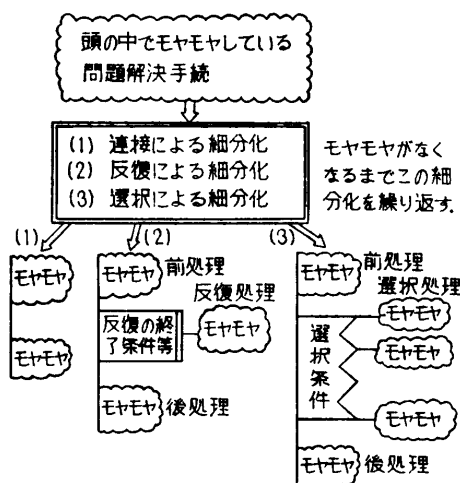 頭の中でモヤモヤしている
問題解決手続
(1) 連接による細分化
(2) 反復による細分化
(3) 選択による細分化
モヤモヤがなく
なるまでこの細
分化を繰り返す.
(1)
(2)
(3)
モヤモヤ
モヤモヤ
モヤモヤ 前処理
反復処理
反復の終
了条件等
モヤモヤ
モヤモヤ 後処理
モヤモヤ 前処理
選択処理
選択条件
モヤモヤ
モヤモヤ
モヤモヤ
モヤモヤ 後処理